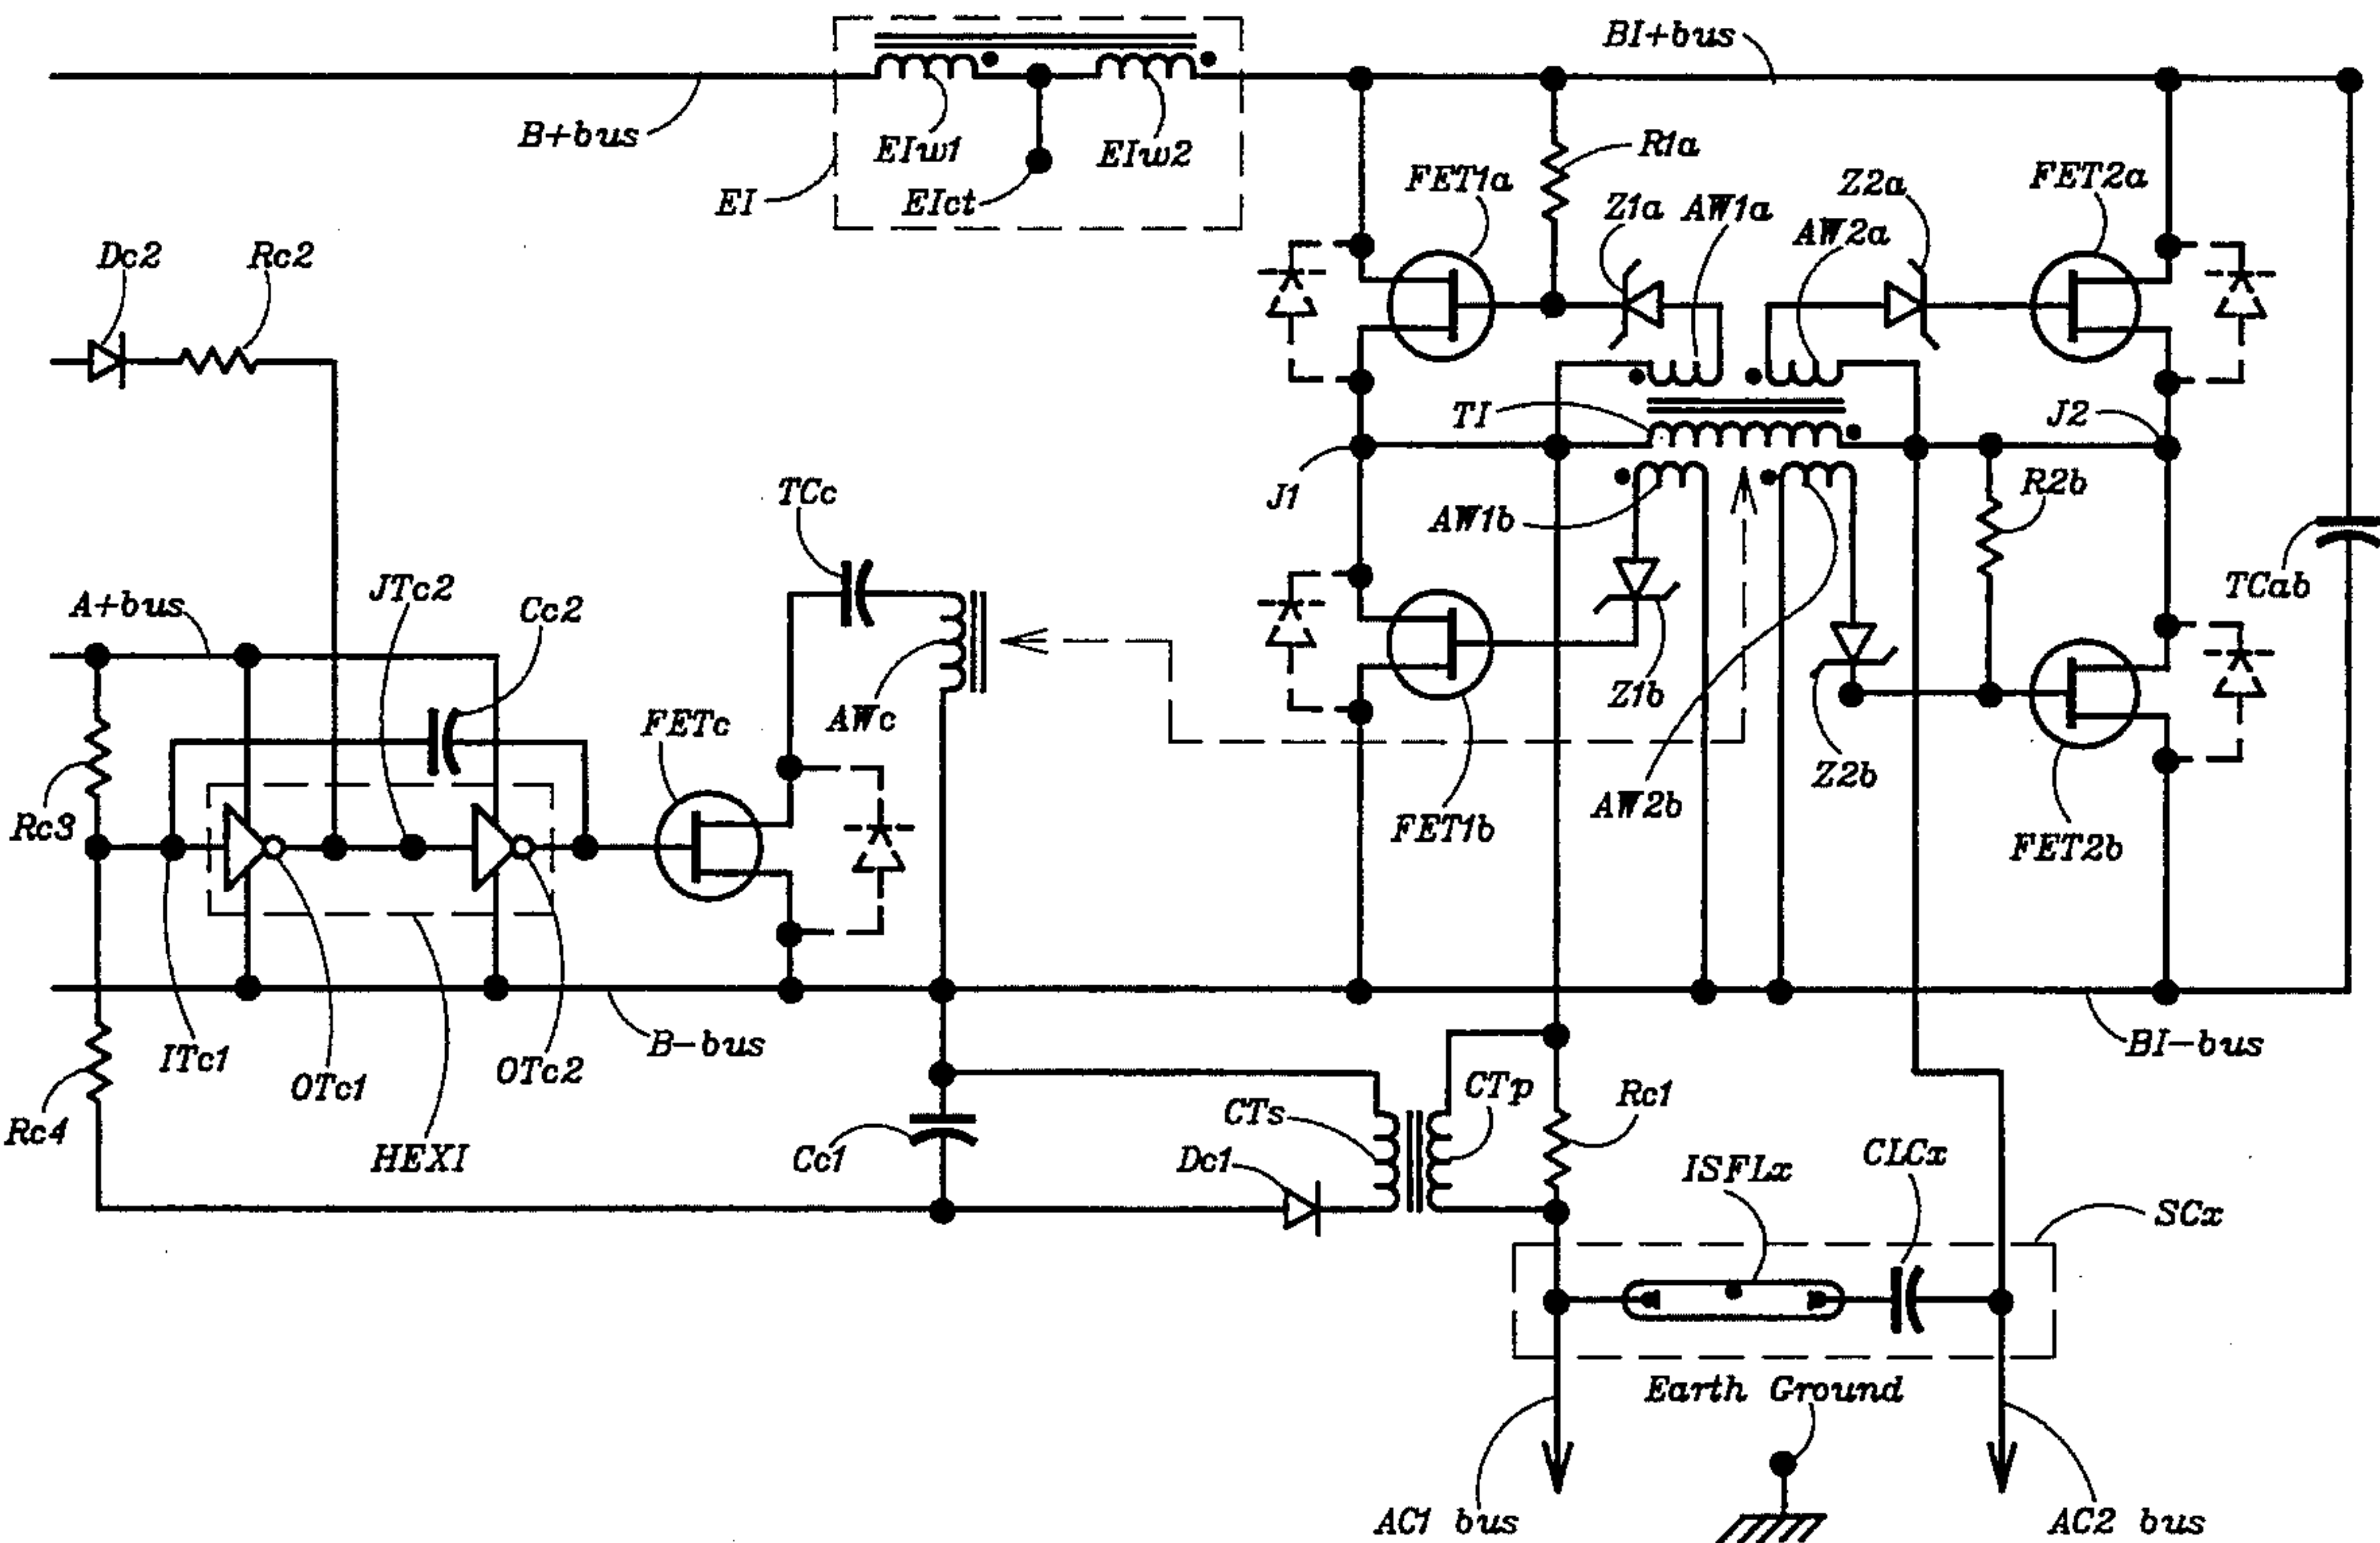 BI+bus
B+bus
EIw1
EIw2
EI
EIct
R1a
FET1a
Z1a
AW1a
Z2a
AW2a
FET2a
Dc2
Rc2
TI
J2
J1
R2b
AW1b
TCc
TCab
A+bus
JTc2
Cc2
AWc
FETc
Z1b
Z2b
AW2b
Rc3
FET1b
FET2b
ITc1
OTc1
OTc2
B-bus
BI-bus
Rc4
HEXI
Cc1
CTs
CTp
Rc1
Dc1
ISFLx
CLCx
SCx
Earth Ground
AC1 bus
AC2 bus